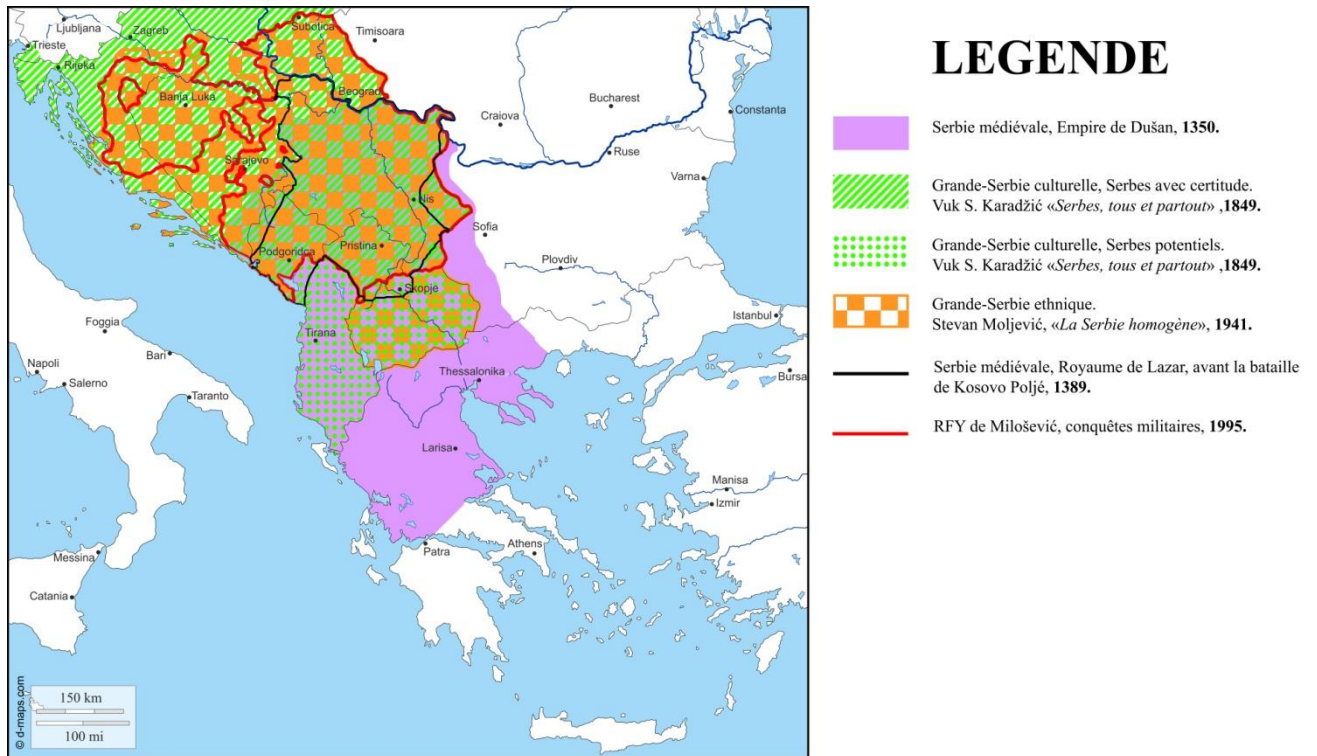 Ljubljana
Zagreb
Trieste
Rijeka
Subotica
Timisoara
Banja Luka
Beograd
Craiova
Bucharest
Constanta
Ruse
Varna
Sarajevo
Nis
Sofia
Plovdiv
Podgoridca
Pristina
Skopje
Istanbul
Bursa
Foggia
Bari
Napoli
Salerno
Taranto
Tirana
Thessalonika
Larisa
Manisa
Izmir
Patra
Athens
Messina
Catania
150 km
100 mi
© d-maps.com
LEGENDE
Serbie médiévale, Empire de Dušan, 1350.
Grande-Serbie culturelle, Serbes avec certitude.
Vuk S. Karadžić «Serbes, tous et partout» ,1849.
Grande-Serbie culturelle, Serbes potentiels.
Vuk S. Karadžić «Serbes, tous et partout» ,1849.
Grande-Serbie ethnique.
Stevan Moljević, «La Serbie homogène», 1941.
Serbie médiévale, Royaume de Lazar, avant la bataille
de Kosovo Poljé, 1389.
RFY de Milošević, conquêtes militaires, 1995.